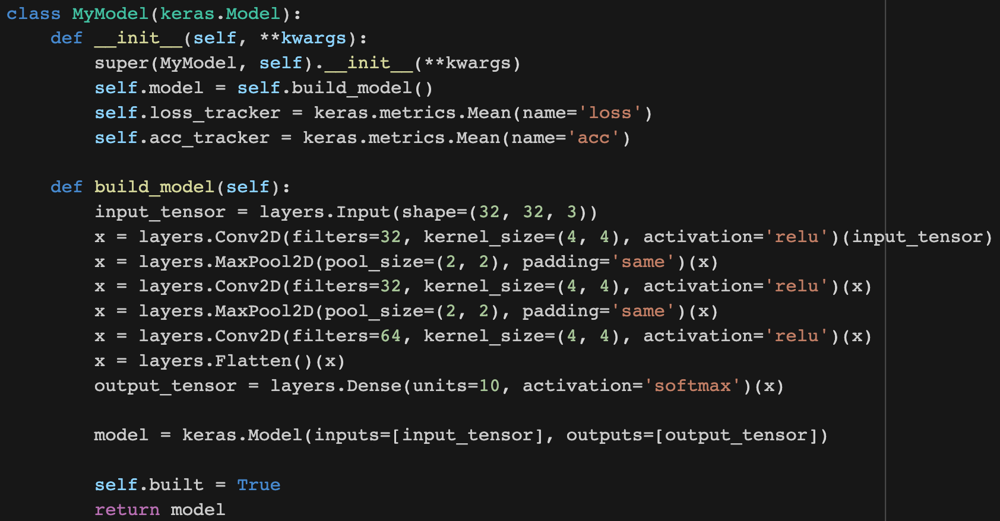 class MyModel(keras.Model):
    def __init__(self, **kwargs):
        super(MyModel, self).__init__(**kwargs)
        self.model = self.build_model()
        self.loss_tracker = keras.metrics.Mean(name='loss')
        self.acc_tracker = keras.metrics.Mean(name='acc')

    def build_model(self):
        input_tensor = layers.Input(shape=(32, 32, 3))
        x = layers.Conv2D(filters=32, kernel_size=(4, 4), activation='relu')(input_tensor)
        x = layers.MaxPool2D(pool_size=(2, 2), padding='same')(x)
        x = layers.Conv2D(filters=32, kernel_size=(4, 4), activation='relu')(x)
        x = layers.MaxPool2D(pool_size=(2, 2), padding='same')(x)
        x = layers.Conv2D(filters=64, kernel_size=(4, 4), activation='relu')(x)
        x = layers.Flatten()(x)
        output_tensor = layers.Dense(units=10, activation='softmax')(x)

        model = keras.Model(inputs=[input_tensor], outputs=[output_tensor])

        self.built = True
        return model